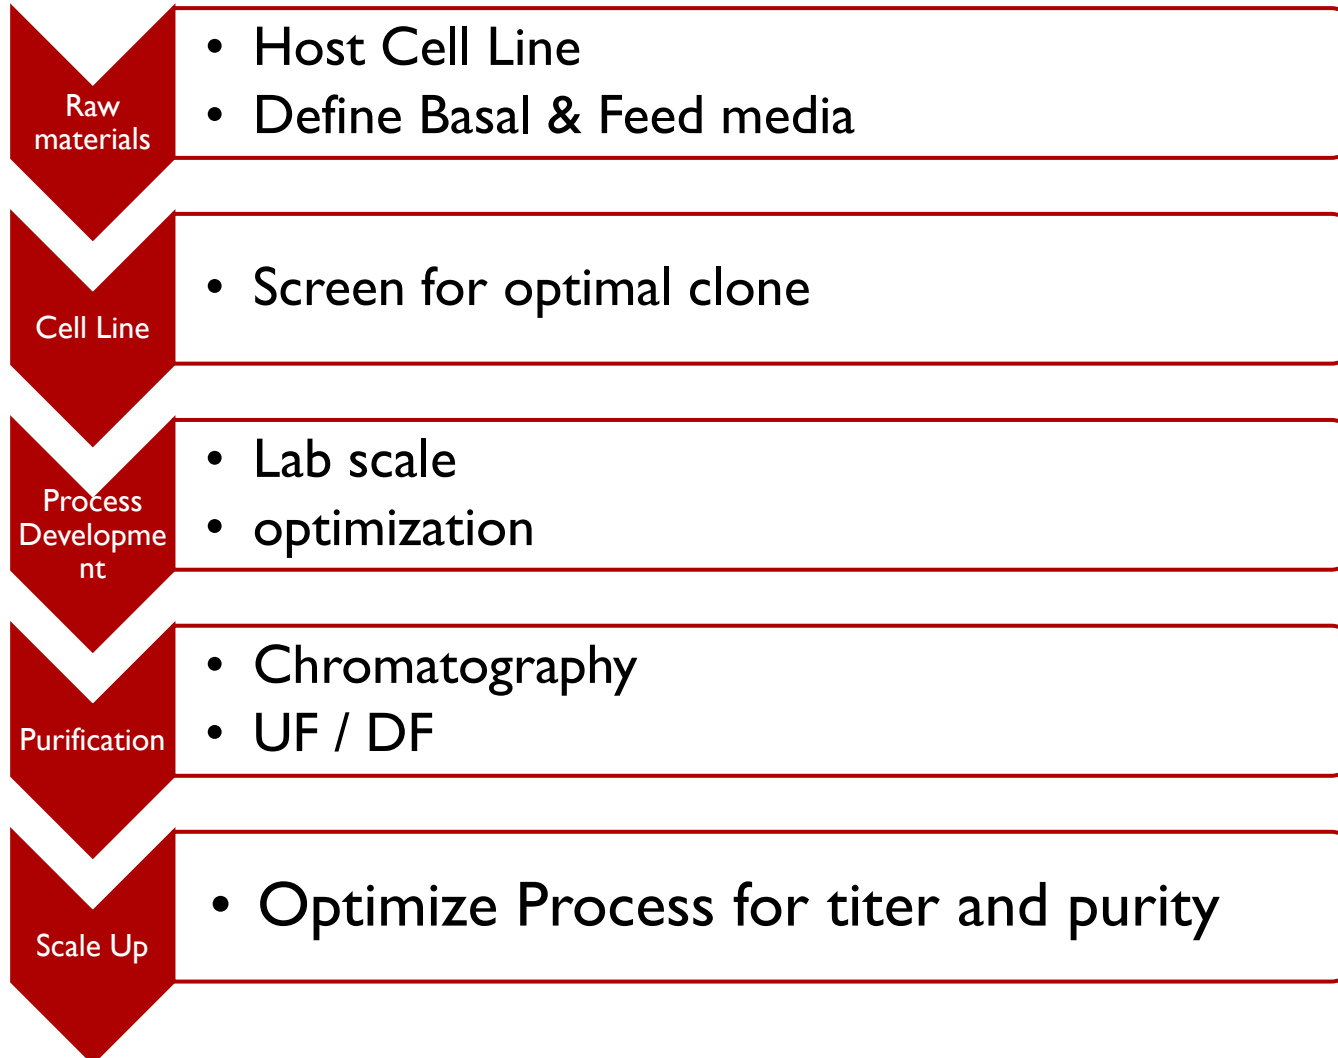 Raw
materials
• Host Cell Line
• Define Basal & Feed media
Cell Line
• Screen for optimal clone
Process
Developme
nt
• Lab scale
• optimization
Purification
• Chromatography
• UF / DF
Scale Up
• Optimize Process for titer and purity